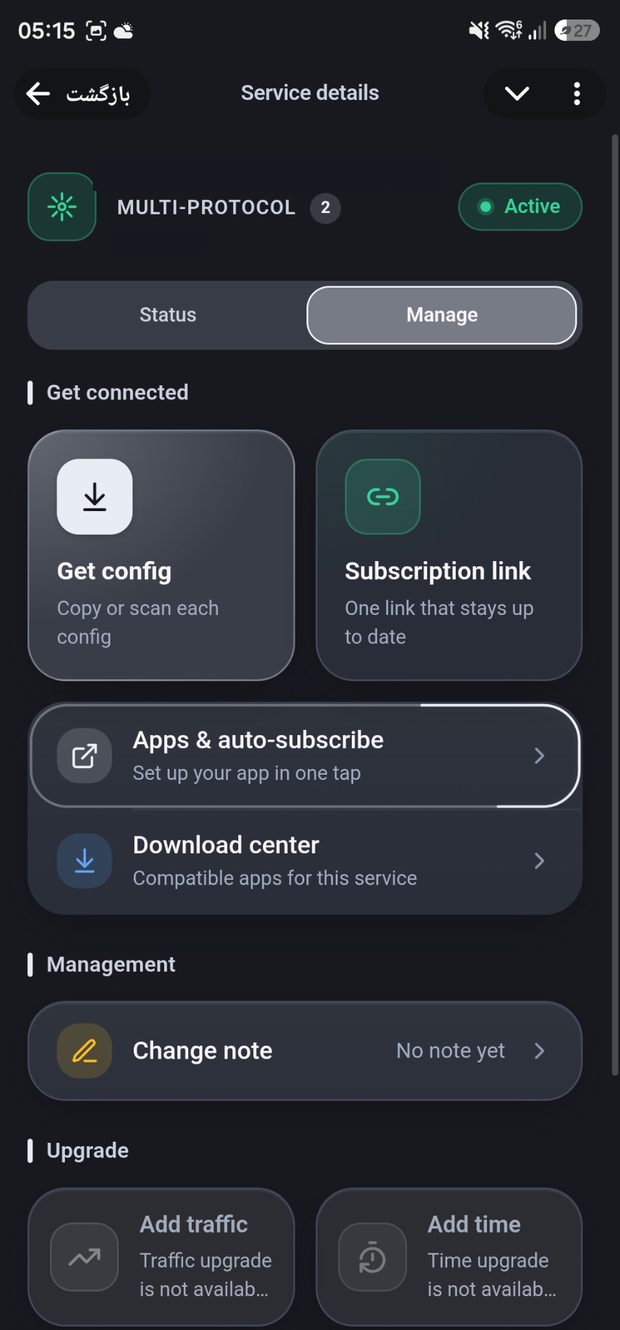 05:15
6
27
بازگشت
Service details
MULTI-PROTOCOL 2
Active
Status
Manage
Get connected
Get config
Copy or scan each
config
Subscription link
One link that stays up
to date
Apps & auto-subscribe
Set up your app in one tap
Download center
Compatible apps for this service
Management
Change note
No note yet
Upgrade
Add traffic
Traffic upgrade
is not availab...
Add time
Time upgrade
is not availab...